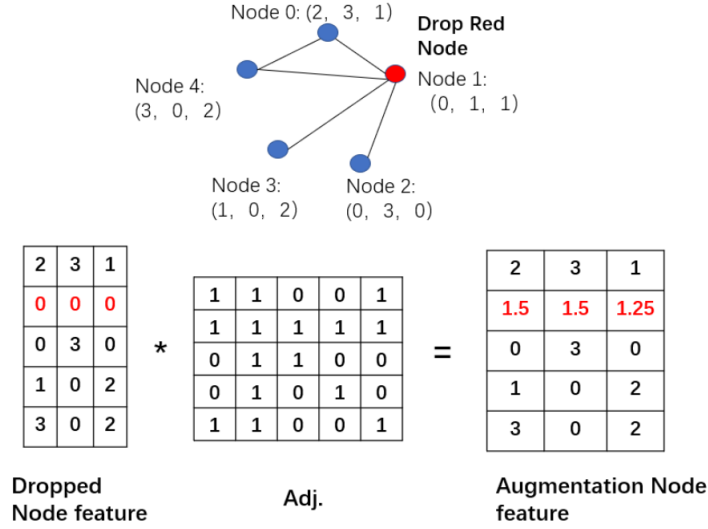 Node 0: (2, 3, 1)
Drop Red
Node
Node 1:
(0, 1, 1)
Node 4:
(3, 0, 2)
Node 3:
(1, 0, 2)
Node 2:
(0, 3, 0)
2 3 1
0 0 0
0 3 0
1 0 2
3 0 2
*
1 1 0 0 1
1 1 1 1 1
0 1 1 0 0
0 1 0 1 0
1 1 0 0 1
=
2 3 1
1.5 1.5 1.25
0 3 0
1 0 2
3 0 2
Dropped
Node feature
Adj.
Augmentation Node
feature